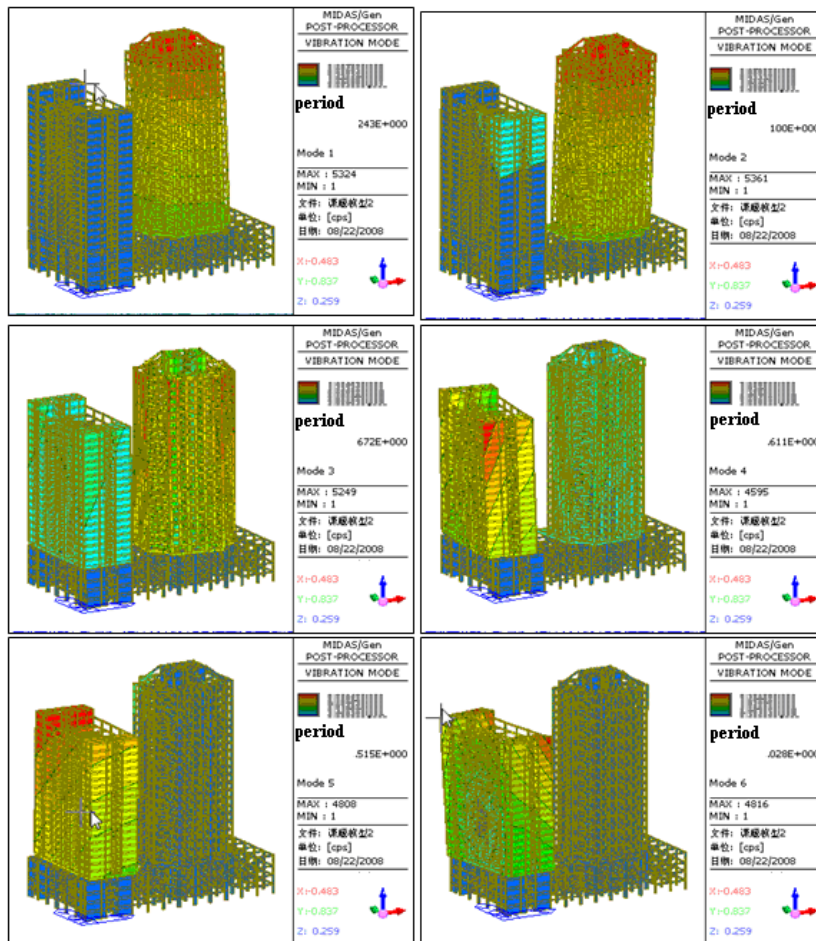 MIDAS/Gen
POST-PROCESSOR
VIBRATION MODE
period
243E+000
Mode 1
MAX : 5324
MIN : 1
文件: 课题模型2
单位: [cps]
日期: 08/22/2008
X:-0.483
Y:-0.837
Z: 0.259
MIDAS/Gen
POST-PROCESSOR
VIBRATION MODE
period
100E+000
Mode 2
MAX : 5361
MIN : 1
文件: 课题模型2
单位: [cps]
日期: 08/22/2008
X:-0.483
Y:-0.837
Z: 0.259
MIDAS/Gen
POST-PROCESSOR
VIBRATION MODE
period
672E+000
Mode 3
MAX : 5249
MIN : 1
文件: 课题模型2
单位: [cps]
日期: 08/22/2008
X:-0.483
Y:-0.837
Z: 0.259
MIDAS/Gen
POST-PROCESSOR
VIBRATION MODE
period
.611E+000
Mode 4
MAX : 4595
MIN : 1
文件: 课题模型2
单位: [cps]
日期: 08/22/2008
X:-0.483
Y:-0.837
Z: 0.259
MIDAS/Gen
POST-PROCESSOR
VIBRATION MODE
period
.515E+000
Mode 5
MAX : 4808
MIN : 1
文件: 课题模型2
单位: [cps]
日期: 08/22/2008
X:-0.483
Y:-0.837
Z: 0.259
MIDAS/Gen
POST-PROCESSOR
VIBRATION MODE
period
.028E+000
Mode 6
MAX : 4816
MIN : 1
文件: 课题模型2
单位: [cps]
日期: 08/22/2008
X:-0.483
Y:-0.837
Z: 0.259